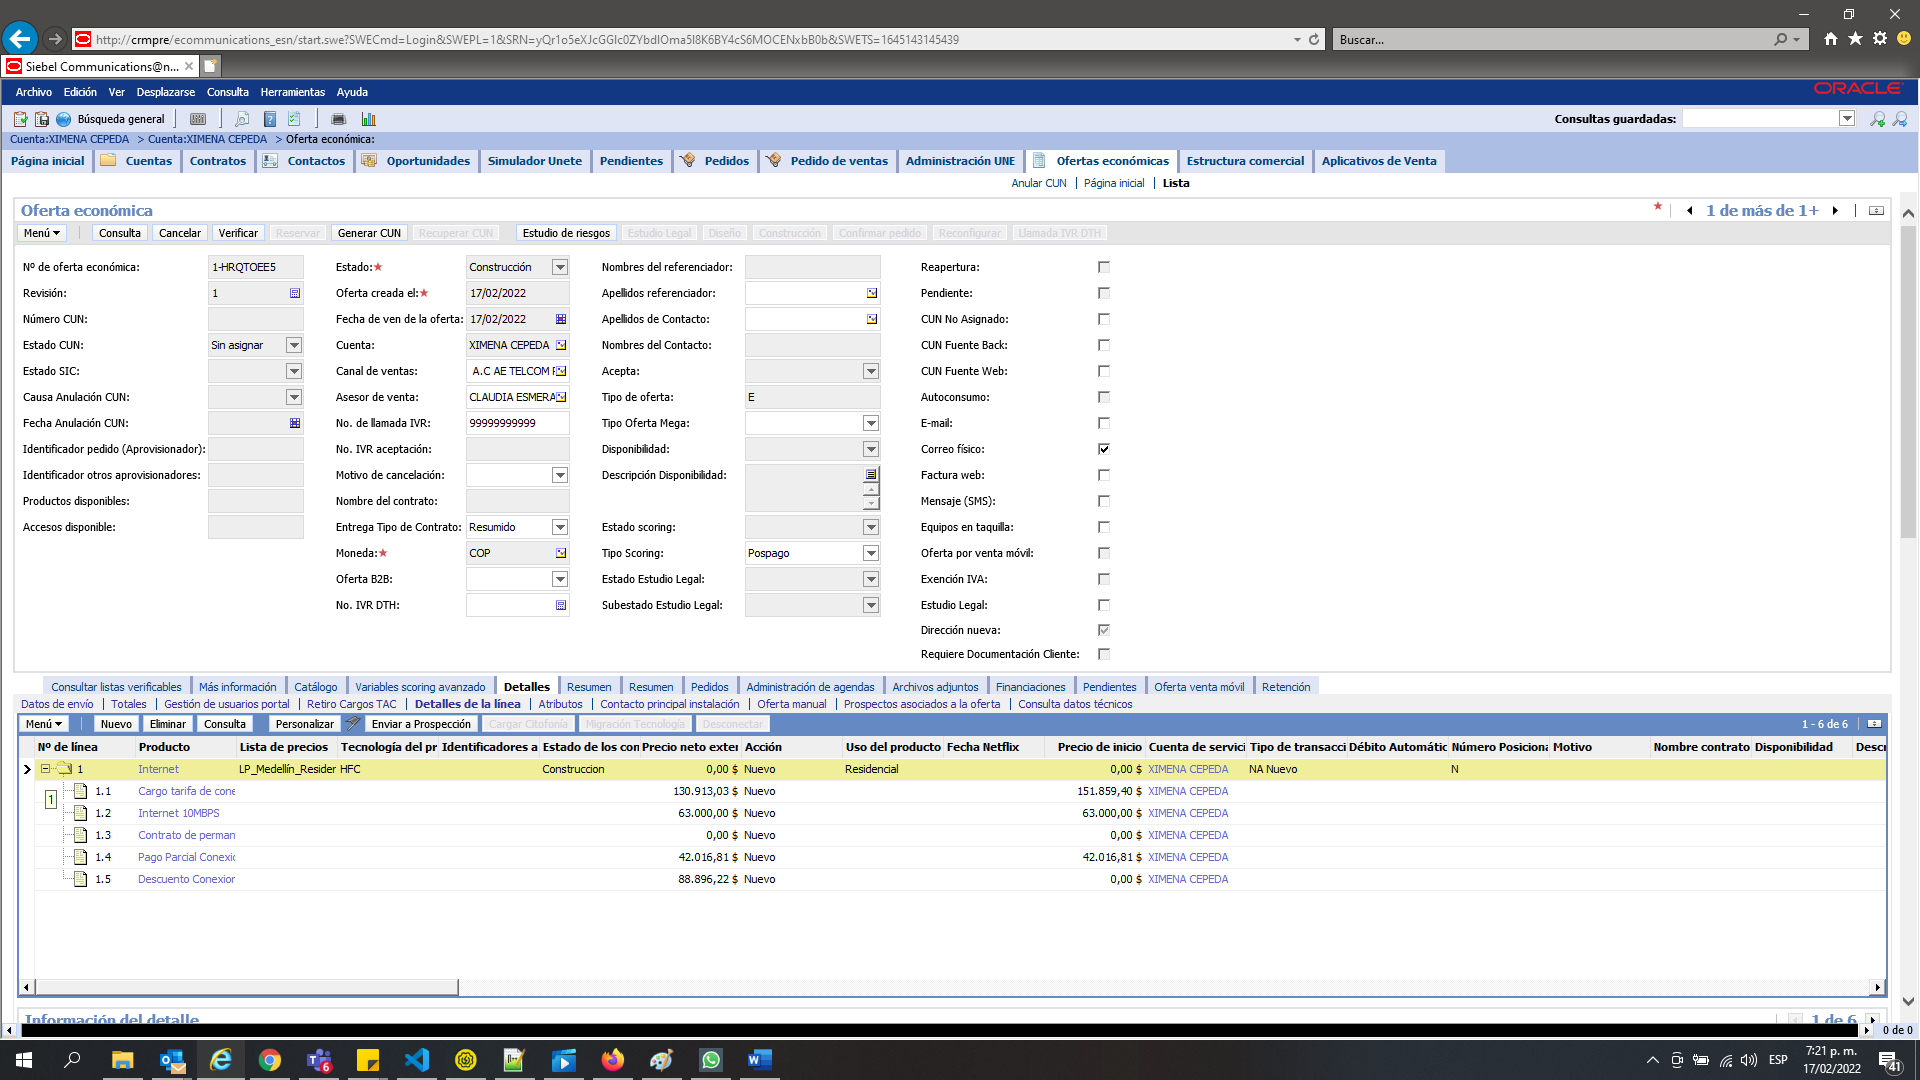 http://crmpre/ecommunications_esn/start.swe?SWECmd=Login&SWEPL=1&SRN=yQr1o5eXJcGGlc0ZYbdIOma5l8K6BY4cS6MOCENxbB0b&SWETS=1645143145439
Buscar...
Siebel Communications@n...
Archivo Edición Ver Desplazarse Consulta Herramientas Ayuda
ORACLE
Búsqueda general
Consultas guardadas:
Cuenta:XIMENA CEPEDA > Cuenta:XIMENA CEPEDA > Oferta económica:
Página inicial Cuentas Contratos Contactos Oportunidades Simulador Unete Pendientes Pedidos Pedido de ventas Administración UNE Ofertas económicas Estructura comercial Aplicativos de Venta
Anular CUN Página inicial Lista
Oferta económica
1 de más de 1+
Menú Consulta Cancelar Verificar Reservar Generar CUN Recuperar CUN Estudio de riesgos Estudio Legal Diseño Construcción Confirmar pedido Reconfigurar Llamada IVR DTH
Nº de oferta económica: 1-HRQTOEE5 Estado: Construcción Nombres del referenciador: Reapertura:
Revisión: 1 Oferta creada el: 17/02/2022 Apellidos referenciador: Pendiente:
Número CUN: Fecha de ven de la oferta: 17/02/2022 Apellidos de Contacto: CUN No Asignado:
Estado CUN: Sin asignar Cuenta: XIMENA CEPEDA Nombres del Contacto: CUN Fuente Back:
Estado SIC: Canal de ventas: A.C AE TELCOM Acepta: CUN Fuente Web:
Causa Anulación CUN: Asesor de venta: CLAUDIA ESMERA Tipo de oferta: E Autoconsumo:
Fecha Anulación CUN: No. de llamada IVR: 99999999999 Tipo Oferta Mega: E-mail:
Identificador pedido (Aprovisionador): No. IVR aceptación: Disponibilidad: Correo físico:
Identificador otros aprovisionadores: Motivo de cancelación: Descripción Disponibilidad: Factura web:
Productos disponibles: Nombre del contrato: Mensaje (SMS):
Accesos disponible: Entrega Tipo de Contrato: Resumido Estado scoring: Equipos en taquilla:
Moneda: COP Tipo Scoring: Pospago Oferta por venta móvil:
Oferta B2B: Estado Estudio Legal: Exención IVA:
No. IVR DTH: Subestado Estudio Legal: Estudio Legal:
Dirección nueva:
Requiere Documentación Cliente:
Consultar listas verificables Más información Catálogo Variables scoring avanzado Detalles Resumen Resumen Pedidos Administración de agendas Archivos adjuntos Financiaciones Pendientes Oferta venta móvil Retención
Datos de envío Totales Gestión de usuarios portal Retiro Cargos TAC Detalles de la línea Atributos Contacto principal instalación Oferta manual Prospectos asociados a la oferta Consulta datos técnicos
Menú Nuevo Eliminar Consulta Personalizar Enviar a Prospección Cargar Citofonía Migración Tecnología Desconectar 1 - 6 de 6
Nº de línea Producto Lista de precios Tecnología del pr Identificadores a Estado de los con Precio neto exter Acción Uso del producto Fecha Netflix Precio de inicio Cuenta de servici Tipo de transacci Débito Automátic Número Posiciona Motivo Nombre contrato Disponibilidad Descr
1 Internet LP_Medellín_Resider HFC Construccion 0,00 $ Nuevo Residencial 0,00 $ XIMENA CEPEDA NA Nuevo N
1.1 Cargo tarifa de cone 130.913,03 $ Nuevo 151.859,40 $ XIMENA CEPEDA
1
1.2 Internet 10MBPS 63.000,00 $ Nuevo 63.000,00 $ XIMENA CEPEDA
1.3 Contrato de perman 0,00 $ Nuevo 0,00 $ XIMENA CEPEDA
1.4 Pago Parcial Conexi 42.016,81 $ Nuevo 42.016,81 $ XIMENA CEPEDA
1.5 Descuento Conexion 88.896,22 $ Nuevo 0,00 $ XIMENA CEPEDA
Información del detalle
1 de 6
0 de 0
6
ESP
7:21 p. m.
17/02/2022
41